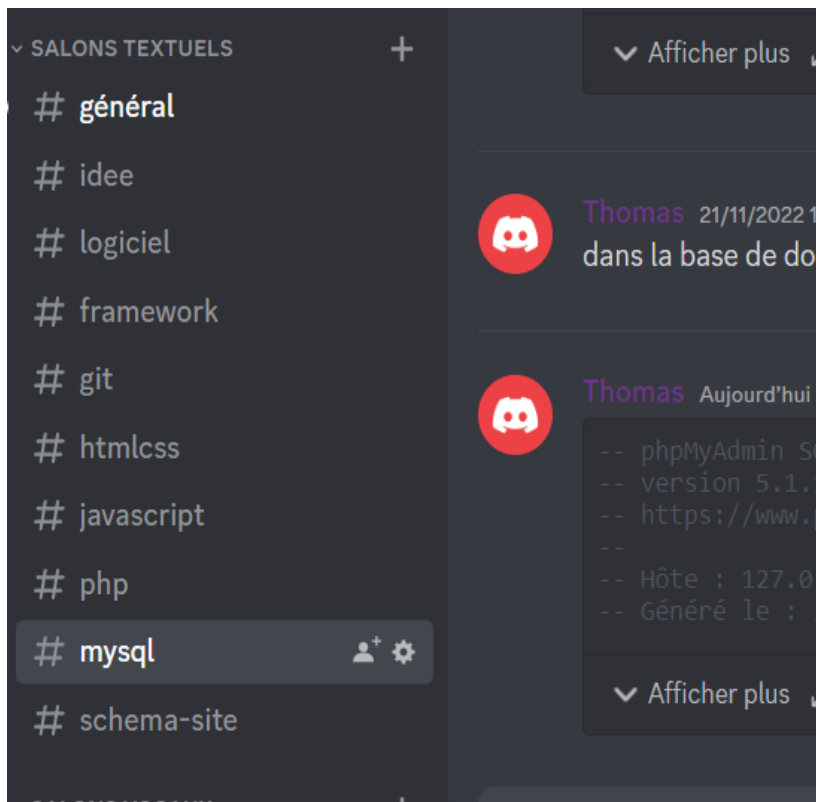 SALONS TEXTUELS
# général
# idee
# logiciel
# framework
# git
# htmlcss
# javascript
# php
# mysql
# schema-site
Afficher plus
Thomas 21/11/2022
dans la base de
Thomas Aujourd'hui
-- phpMyAdmin
-- version 5.1.
-- https://www.
--
-- Hôte : 127.0
-- Généré le :
Afficher plus